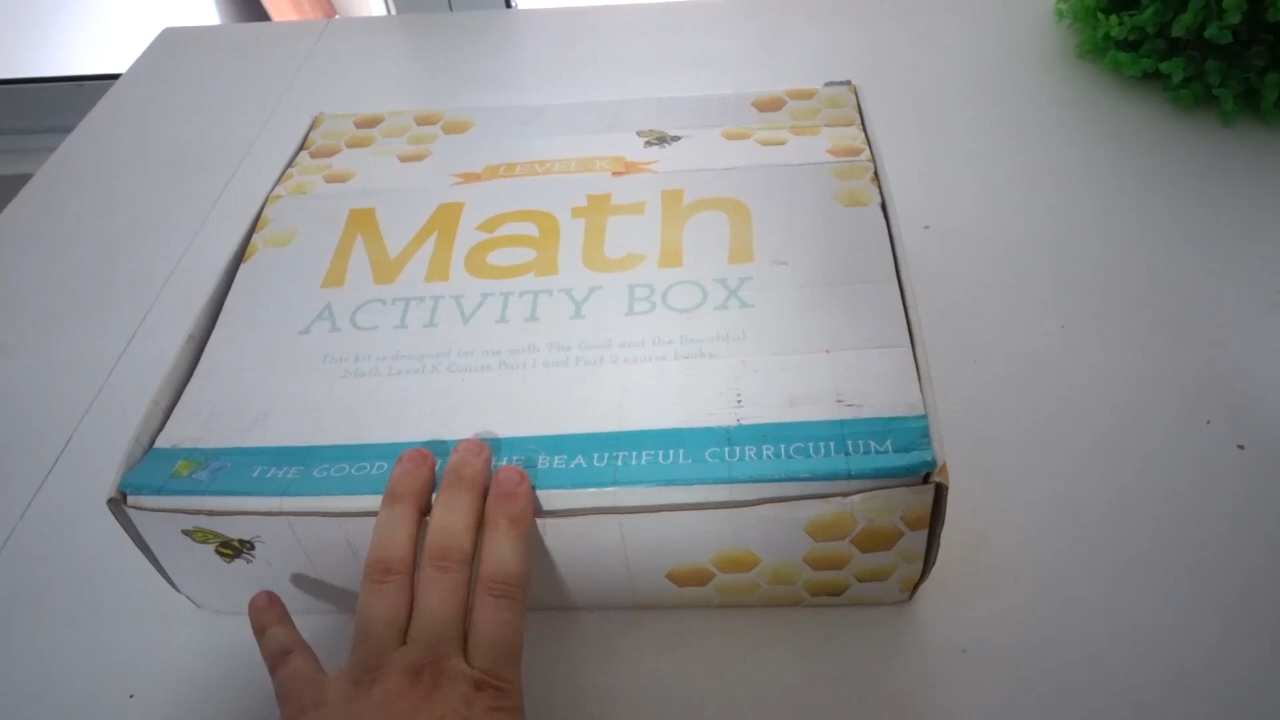 LEVEL K
Math
ACTIVITY BOX
This kit is designed for use with The Good and the Beautiful
Math Level K Course Part 1 and Part 2 course books.
THE GOOD THE BEAUTIFUL CURRICULUM